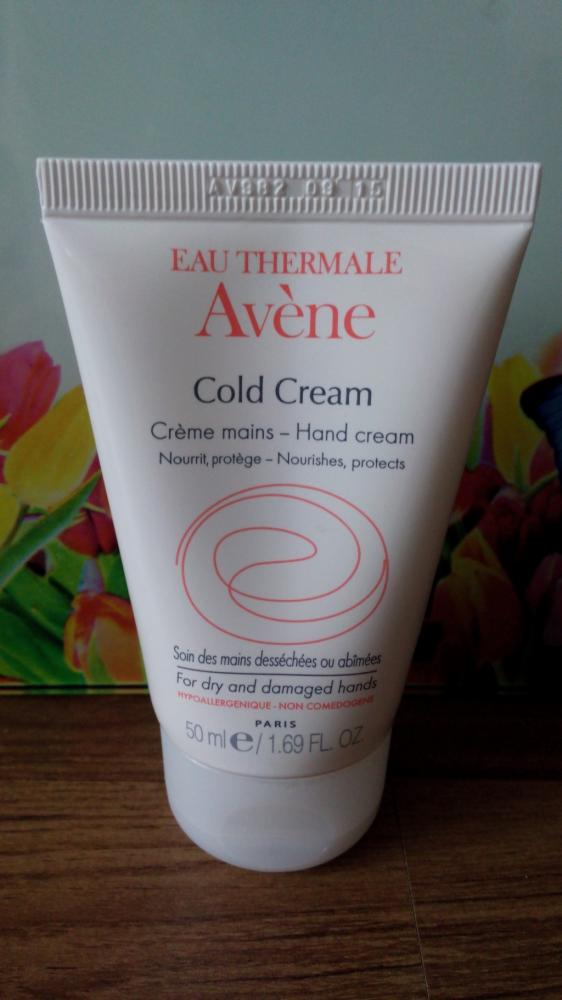 AV982 09 15
EAU THERMALE
Avène
Cold Cream
Crème mains – Hand cream
Nourrit, protège – Nourishes, protects
Soin des mains desséchées ou abîmées
For dry and damaged hands
HYPOALLERGENIQUE - NON COMEDOGENE
PARIS
50 ml e / 1.69 FL. OZ.